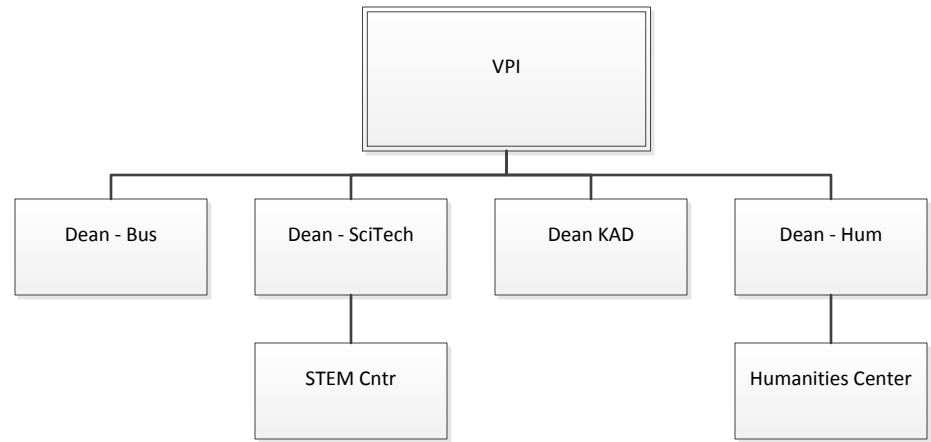 VPI
Dean - Bus
Dean - SciTech
Dean KAD
Dean - Hum
STEM Cntr
Humanities Center